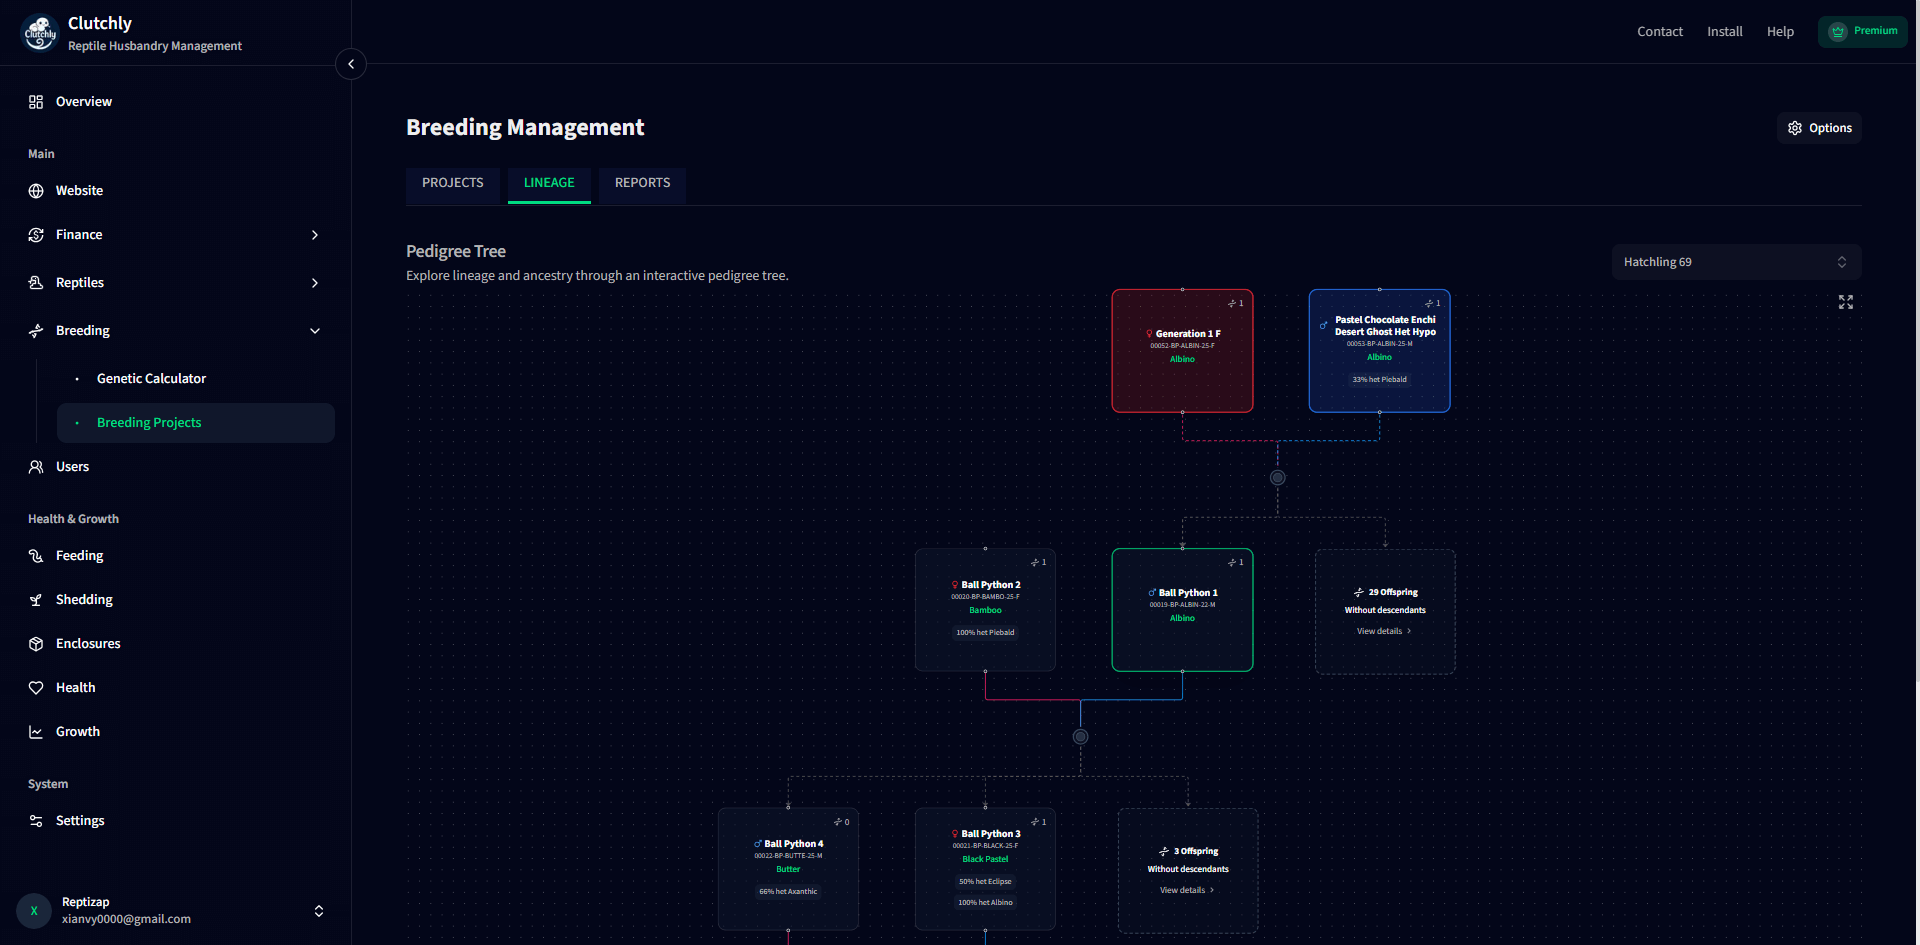 Clutchly
Clutchly
Reptile Husbandry Management
Contact
Install
Help
Premium
Overview
Main
Website
Finance
Reptiles
Breeding
Genetic Calculator
Breeding Projects
Users
Health & Growth
Feeding
Shedding
Enclosures
Health
Growth
System
Settings
X
Reptizap
xianvy0000@gmail.com
Breeding Management
Options
PROJECTS
LINEAGE
REPORTS
Pedigree Tree
Explore lineage and ancestry through an interactive pedigree tree.
Hatchling 69
1
Generation 1 F
00052-BP-ALBIN-25-F
Albino
1
Pastel Chocolate Enchi
Desert Ghost Het Hypo
00053-BP-ALBIN-25-M
Albino
33% het Piebald
1
Ball Python 2
00020-BP-BAMBO-25-F
Bamboo
100% het Piebald
1
Ball Python 1
00019-BP-ALBIN-22-M
Albino
29 Offspring
Without descendants
View details
0
Ball Python 4
00022-BP-BUTTE-25-M
Butter
66% het Axanthic
1
Ball Python 3
00021-BP-BLACK-25-F
Black Pastel
50% het Eclipse
100% het Albino
3 Offspring
Without descendants
View details